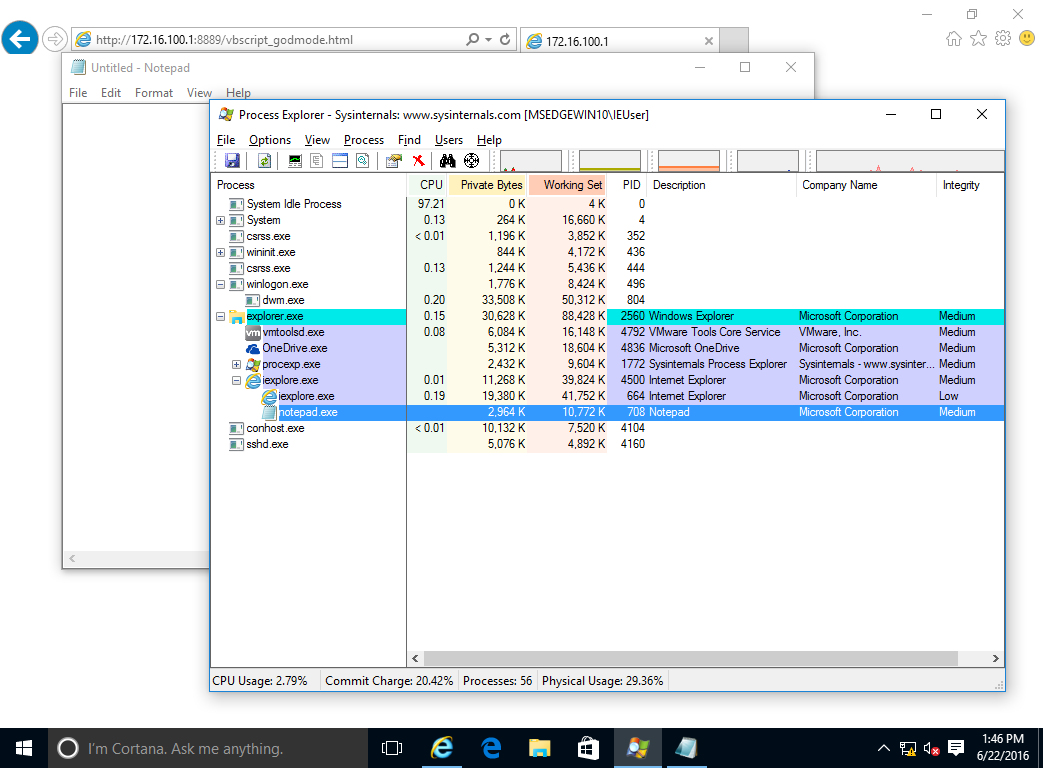 http://172.16.100.1:8889/vbscript_godmode.html
172.16.100.1
Untitled - Notepad
File Edit Format View Help
Process Explorer - Sysinternals: www.sysinternals.com [MSEDGEWIN10\IEUser]
File Options View Process Find Users Help
Process CPU Private Bytes Working Set PID Description Company Name Integrity
System Idle Process 97.21 0 K 4 K 0
System 0.13 264 K 16,660 K 4
csrss.exe < 0.01 1,196 K 3,852 K 352
wininit.exe 844 K 4,172 K 436
csrss.exe 0.13 1,244 K 5,436 K 444
winlogon.exe 1,776 K 8,424 K 496
dwm.exe 0.20 33,508 K 50,312 K 804
explorer.exe 0.15 30,628 K 88,428 K 2560 Windows Explorer Microsoft Corporation Medium
vm vmtoolsd.exe 0.08 6,084 K 16,148 K 4792 VMware Tools Core Service VMware, Inc. Medium
OneDrive.exe 5,312 K 18,604 K 4836 Microsoft OneDrive Microsoft Corporation Medium
procexp.exe 2,432 K 9,604 K 1772 Sysinternals Process Explorer Sysinternals - www.sysinter... Medium
iexplore.exe 0.01 11,268 K 39,824 K 4500 Internet Explorer Microsoft Corporation Medium
iexplore.exe 0.19 19,380 K 41,752 K 664 Internet Explorer Microsoft Corporation Low
notepad.exe 2,964 K 10,772 K 708 Notepad Microsoft Corporation Medium
conhost.exe < 0.01 10,132 K 7,520 K 4104
sshd.exe 5,076 K 4,892 K 4160
CPU Usage: 2.79% Commit Charge: 20.42% Processes: 56 Physical Usage: 29.36%
I'm Cortana. Ask me anything.
1:46 PM
6/22/2016